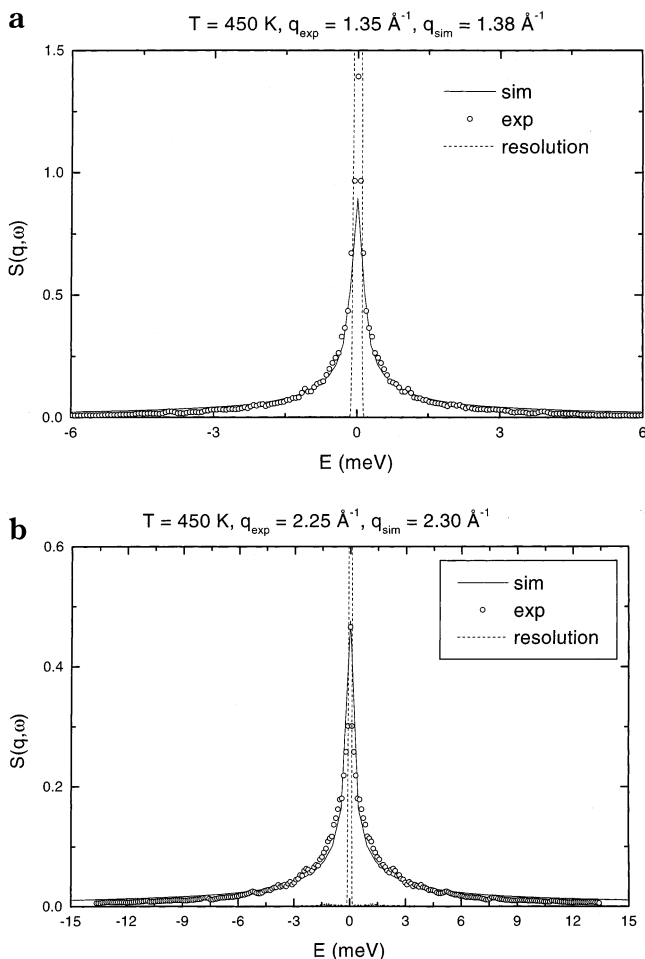 a
T = 450 K, q_exp = 1.35 Å⁻¹, q_sim = 1.38 Å⁻¹
1.5
sim
exp
resolution
1.0
S(q,ω)
0.5
0.0
-6 -3 0 3 6
E (meV)
b
T = 450 K, q_exp = 2.25 Å⁻¹, q_sim = 2.30 Å⁻¹
0.6
sim
exp
resolution
0.4
S(q,ω)
0.2
0.0
-15 -12 -9 -6 -3 0 3 6 9 12 15
E (meV)